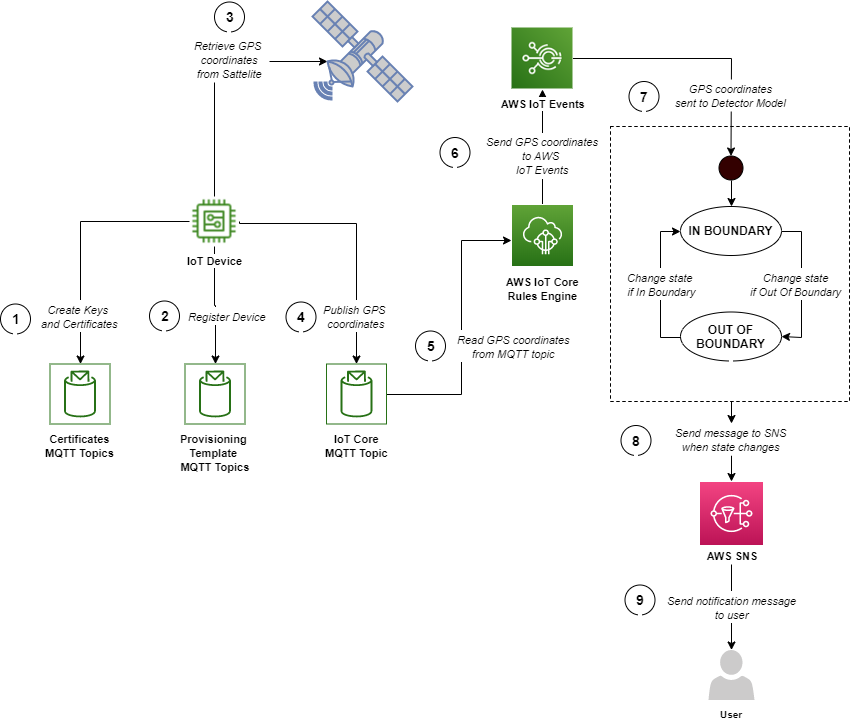 3
Retrieve GPS
coordinates
from Sattelite
IoT Device
1
Create Keys
and Certificates
2
Register Device
4
Publish GPS
coordinates
Certificates
MQTT Topics
Provisioning
Template
MQTT Topics
IoT Core
MQTT Topic
5
Read GPS coordinates
from MQTT topic
AWS IoT Core
Rules Engine
6
Send GPS coordinates
to AWS
IoT Events
AWS IoT Events
7
GPS coordinates
sent to Detector Model
IN BOUNDARY
Change state
if In Boundary
Change state
if Out Of Boundary
OUT OF
BOUNDARY
8
Send message to SNS
when state changes
AWS SNS
9
Send notification message
to user
User